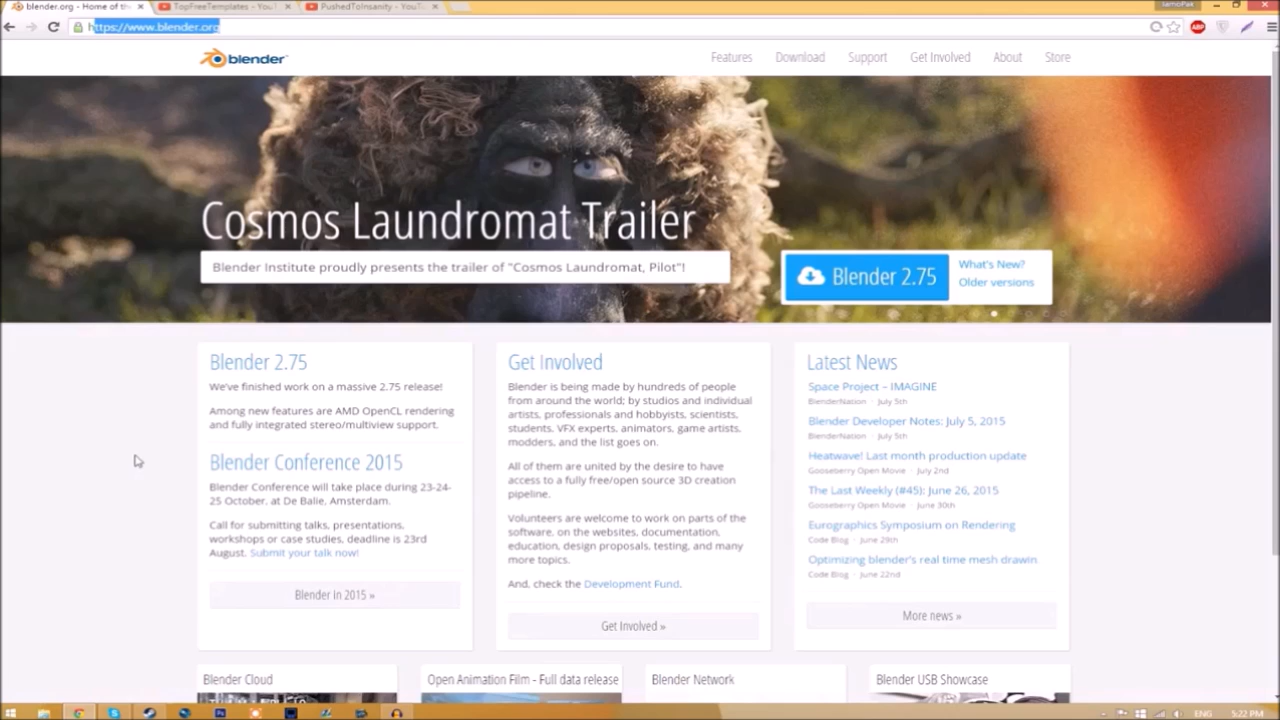 blender.org - Home of th
TopFreeTemplates - YouT
PushedToInsanity - YouT
https://www.blender.org
blender
Features
Download
Support
Get Involved
About
Store
Cosmos Laundromat Trailer
Blender Institute proudly presents the trailer of "Cosmos Laundromat, Pilot"!
Blender 2.75
What's New?
Older versions
Blender 2.75
We've finished work on a massive 2.75 release!
Among new features are AMD OpenCL rendering
and fully integrated stereo/multiview support.
Blender Conference 2015
Blender Conference will take place during 23-24-
25 October, at De Balie, Amsterdam.
Call for submitting talks, presentations,
workshops or case studies, deadline is 23rd
August. Submit your talk now!
Blender in 2015 »
Get Involved
Blender is being made by hundreds of people
from around the world; by studios and individual
artists, professionals and hobbyists, scientists,
students, VFX experts, animators, game artists,
modders, and the list goes on.
All of them are united by the desire to have
access to a fully free/open source 3D creation
pipeline.
Volunteers are welcome to work on parts of the
software, on the websites, documentation,
education, design proposals, testing, and many
more topics.
And, check the Development Fund.
Get Involved »
Latest News
Space Project – IMAGINE
BlenderNation · July 5th
Blender Developer Notes: July 5, 2015
BlenderNation · July 5th
Heatwave! Last month production update
Gooseberry Open Movie · July 2nd
The Last Weekly (#45): June 26, 2015
Gooseberry Open Movie · June 30th
Eurographics Symposium on Rendering
Code Blog · June 29th
Optimizing blender's real time mesh drawin
Code Blog · June 22nd
More news »
Blender Cloud
Open Animation Film - Full data release
Blender Network
Blender USB Showcase
ENG
5:22 PM